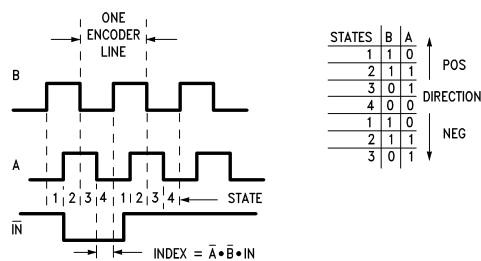 ONE
ENCODER
LINE
B
A
1 2 3 4 1 2 3 4 STATE
I̅N̅
INDEX = A̅•B̅•IN
STATES B A
1 1 0
2 1 1
3 0 1
4 0 0
1 1 0
2 1 1
3 0 1
POS
DIRECTION
NEG